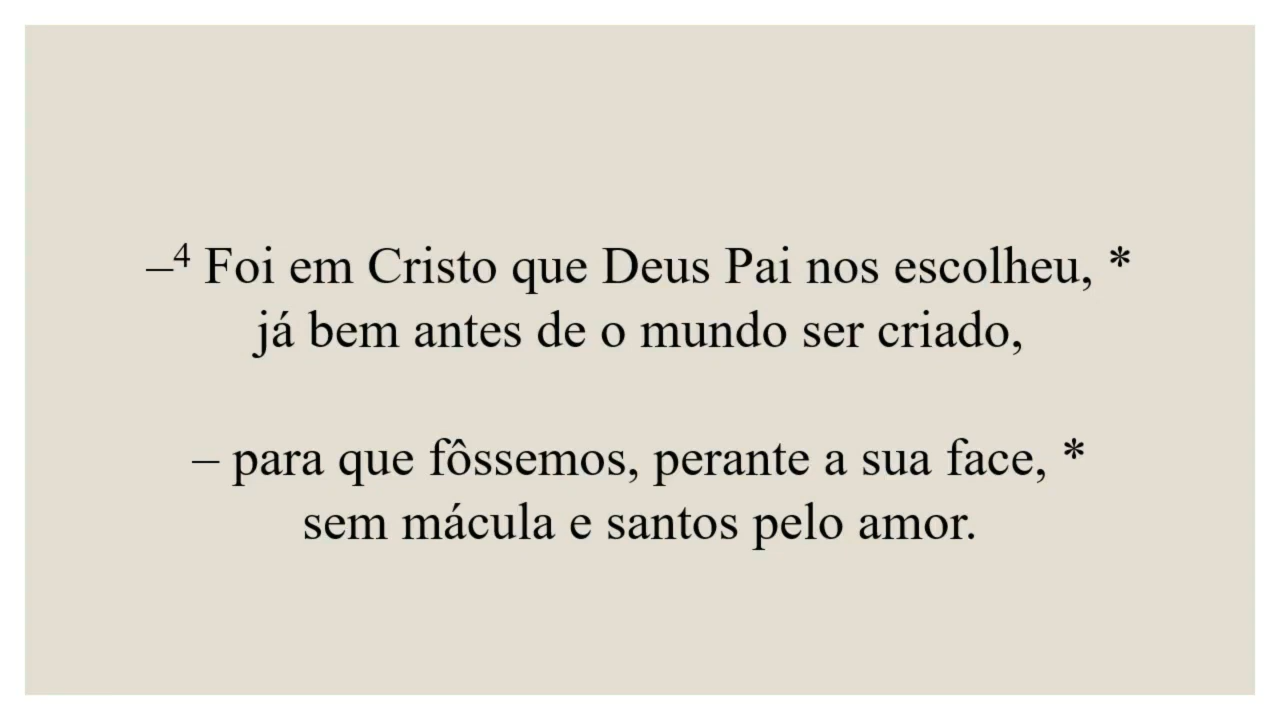 –⁴ Foi em Cristo que Deus Pai nos escolheu, *
já bem antes de o mundo ser criado,
– para que fôssemos, perante a sua face, *
sem mácula e santos pelo amor.